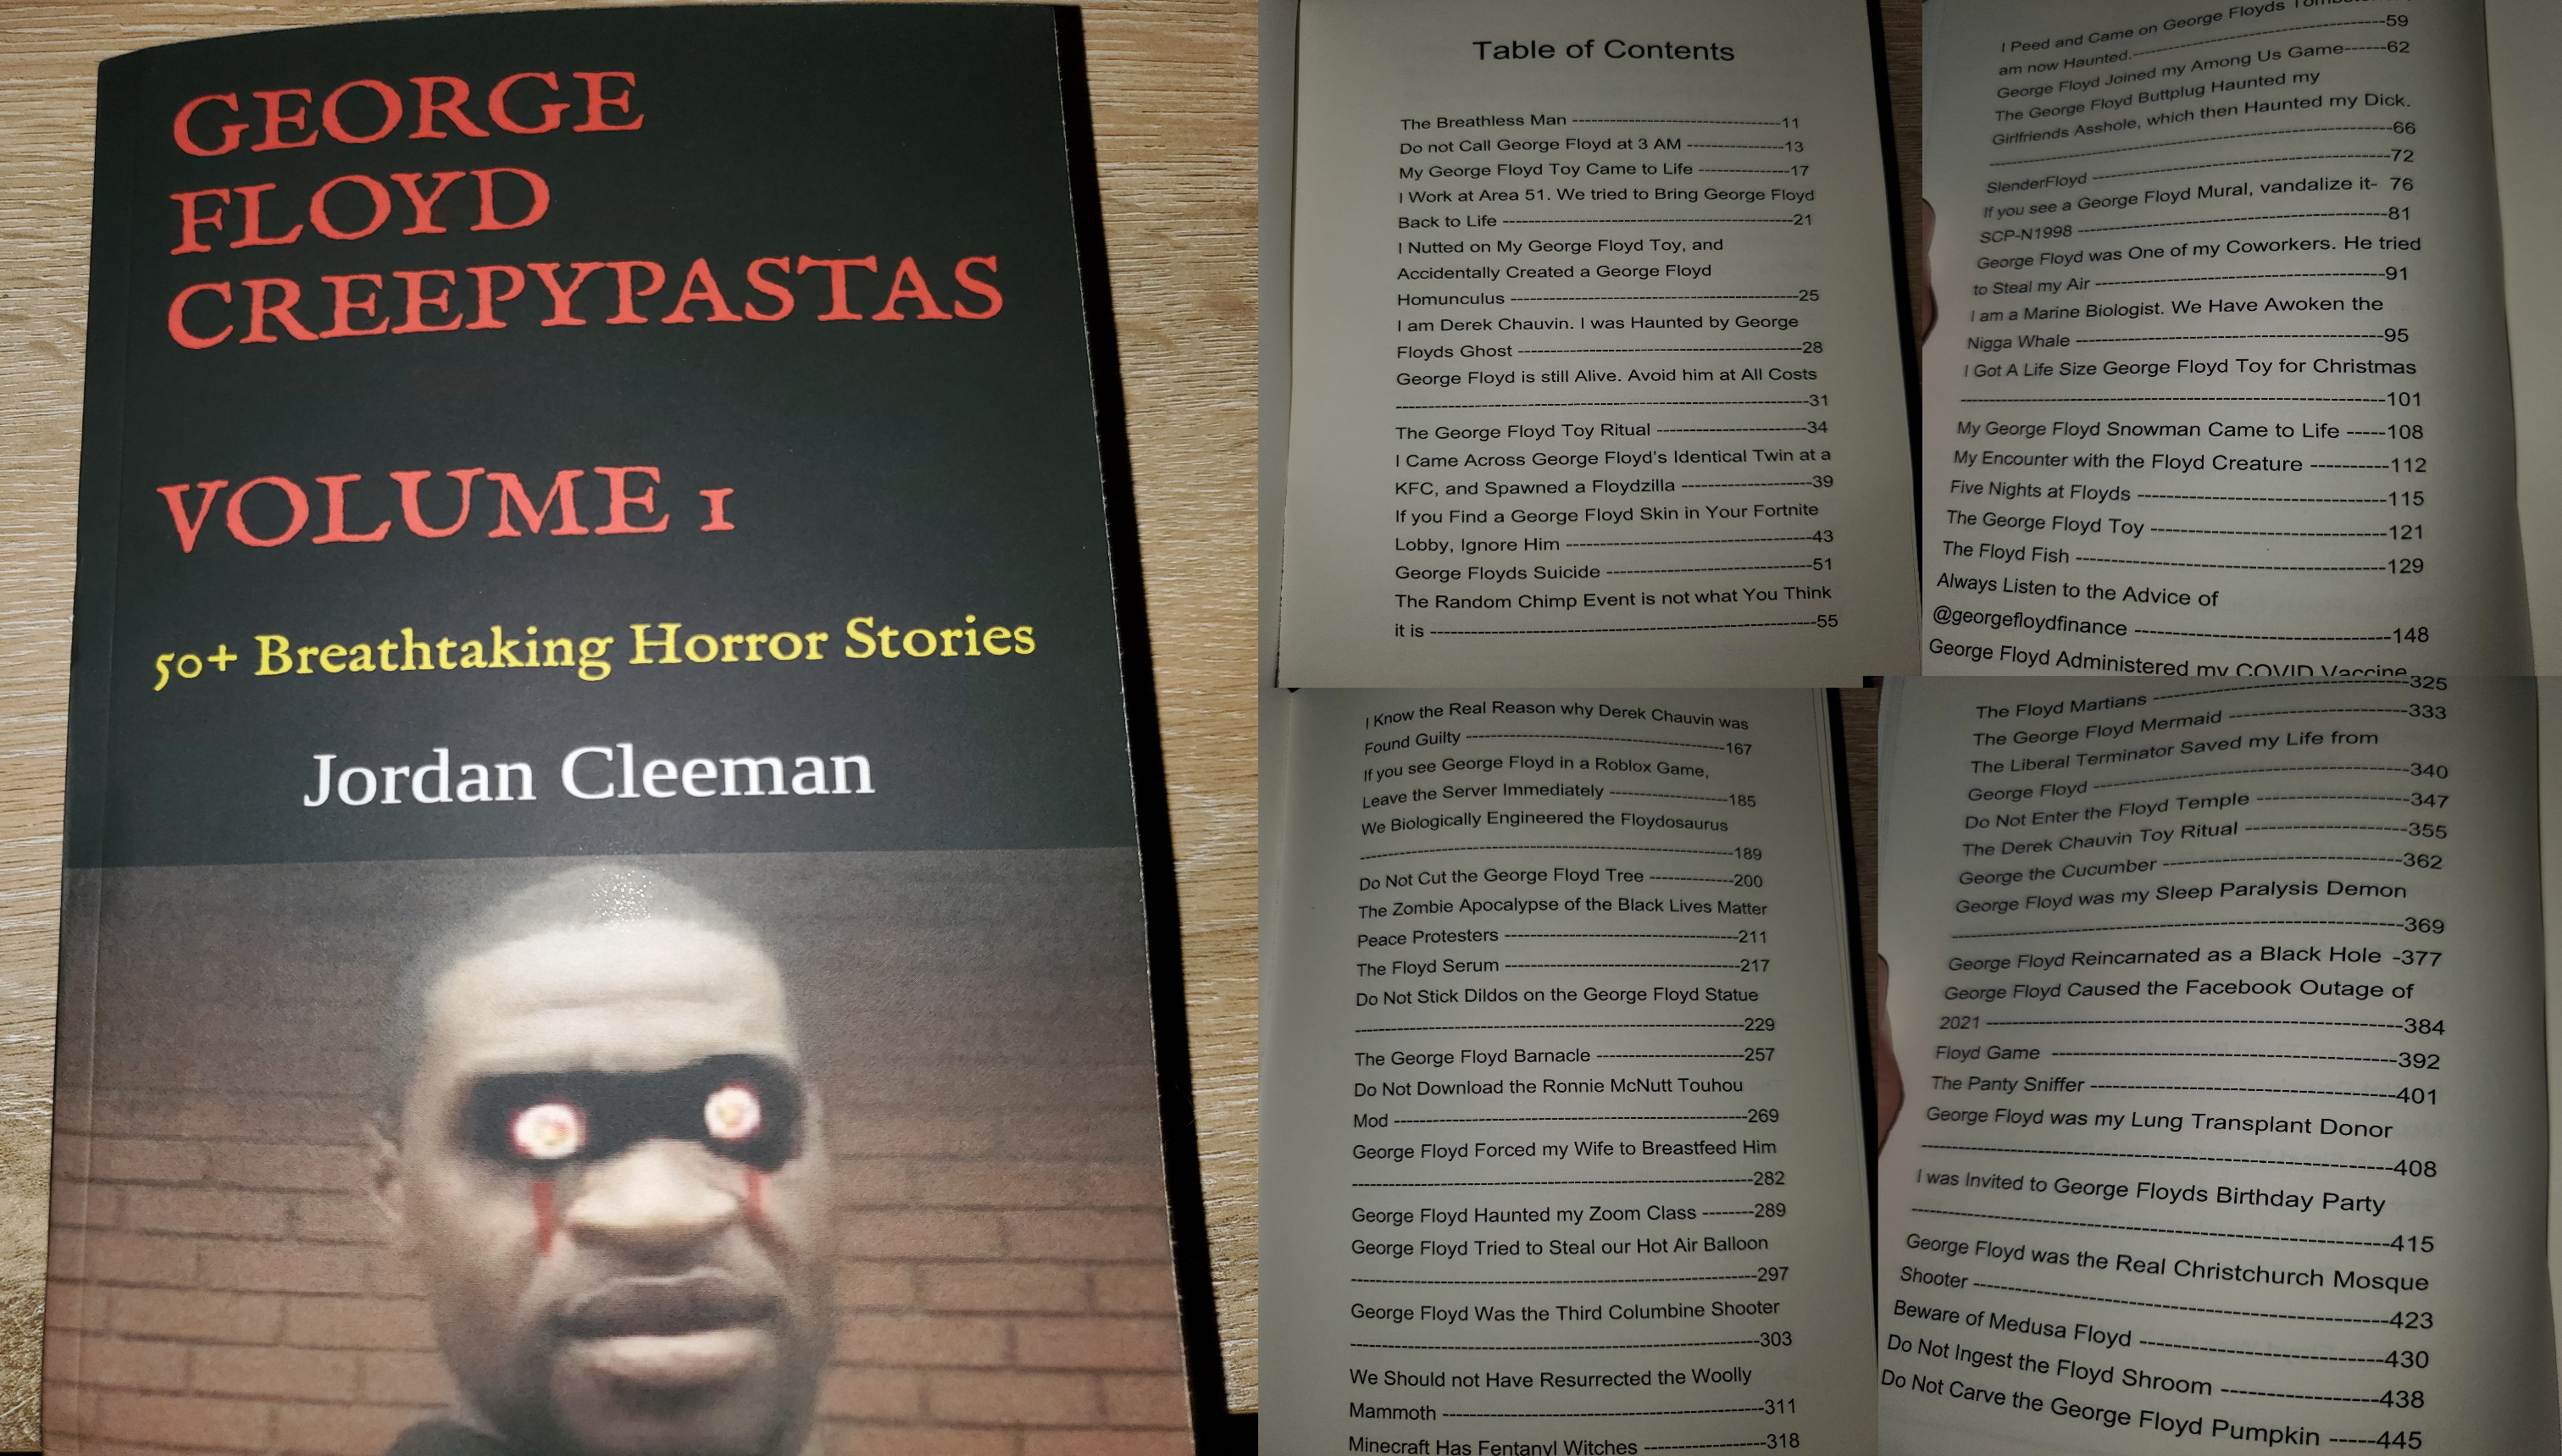 GEORGE
FLOYD
CREEPYPASTAS
VOLUME 1
50+ Breathtaking Horror Stories
Jordan Cleeman
Table of Contents
The Breathless Man ---11
Do not Call George Floyd at 3 AM ---13
My George Floyd Toy Came to Life ---17
I Work at Area 51. We tried to Bring George Floyd
Back to Life ---21
I Nutted on My George Floyd Toy, and
Accidentally Created a George Floyd
Homunculus ---25
I am Derek Chauvin. I was Haunted by George
Floyds Ghost ---28
George Floyd is still Alive. Avoid him at All Costs
---31
The George Floyd Toy Ritual ---34
I Came Across George Floyd's Identical Twin at a
KFC, and Spawned a Floydzilla ---39
If you Find a George Floyd Skin in Your Fortnite
Lobby, Ignore Him ---43
George Floyds Suicide ---51
The Random Chimp Event is not what You Think
it is ---55
I Peed and Came on George Floyds
am now Haunted.---59
George Floyd Joined my Among Us Game---62
The George Floyd Buttplug Haunted my
Girlfriends Asshole, which then Haunted my Dick.
---66
SlenderFloyd ---72
If you see a George Floyd Mural, vandalize it- 76
SCP-N1998 ---81
George Floyd was One of my Coworkers. He tried
to Steal my Air ---91
I am a Marine Biologist. We Have Awoken the
Nigga Whale ---95
I Got A Life Size George Floyd Toy for Christmas
---101
My George Floyd Snowman Came to Life ---108
My Encounter with the Floyd Creature ---112
Five Nights at Floyds ---115
The George Floyd Toy ---121
The Floyd Fish ---129
Always Listen to the Advice of
@georgefloydfinance ---148
George Floyd Administered my COVID Vaccine
I Know the Real Reason why Derek Chauvin was
Found Guilty ---167
If you see George Floyd in a Roblox Game,
Leave the Server Immediately ---185
We Biologically Engineered the Floydosaurus
---189
Do Not Cut the George Floyd Tree ---200
The Zombie Apocalypse of the Black Lives Matter
Peace Protesters ---211
The Floyd Serum ---217
Do Not Stick Dildos on the George Floyd Statue
---229
The George Floyd Barnacle ---257
Do Not Download the Ronnie McNutt Touhou
Mod ---269
George Floyd Forced my Wife to Breastfeed Him
---282
George Floyd Haunted my Zoom Class ---289
George Floyd Tried to Steal our Hot Air Balloon
---297
George Floyd Was the Third Columbine Shooter
---303
We Should not Have Resurrected the Woolly
Mammoth ---311
Minecraft Has Fentanyl Witches ---318
The Floyd Martians ---325
The George Floyd Mermaid ---333
The Liberal Terminator Saved my Life from
George Floyd ---340
Do Not Enter the Floyd Temple ---347
The Derek Chauvin Toy Ritual ---355
George the Cucumber ---362
George Floyd was my Sleep Paralysis Demon
---369
George Floyd Reincarnated as a Black Hole -377
George Floyd Caused the Facebook Outage of
2021 ---384
Floyd Game ---392
The Panty Sniffer ---401
George Floyd was my Lung Transplant Donor
---408
I was Invited to George Floyds Birthday Party
---415
George Floyd was the Real Christchurch Mosque
Shooter ---423
Beware of Medusa Floyd ---430
Do Not Ingest the Floyd Shroom ---438
Do Not Carve the George Floyd Pumpkin ---445